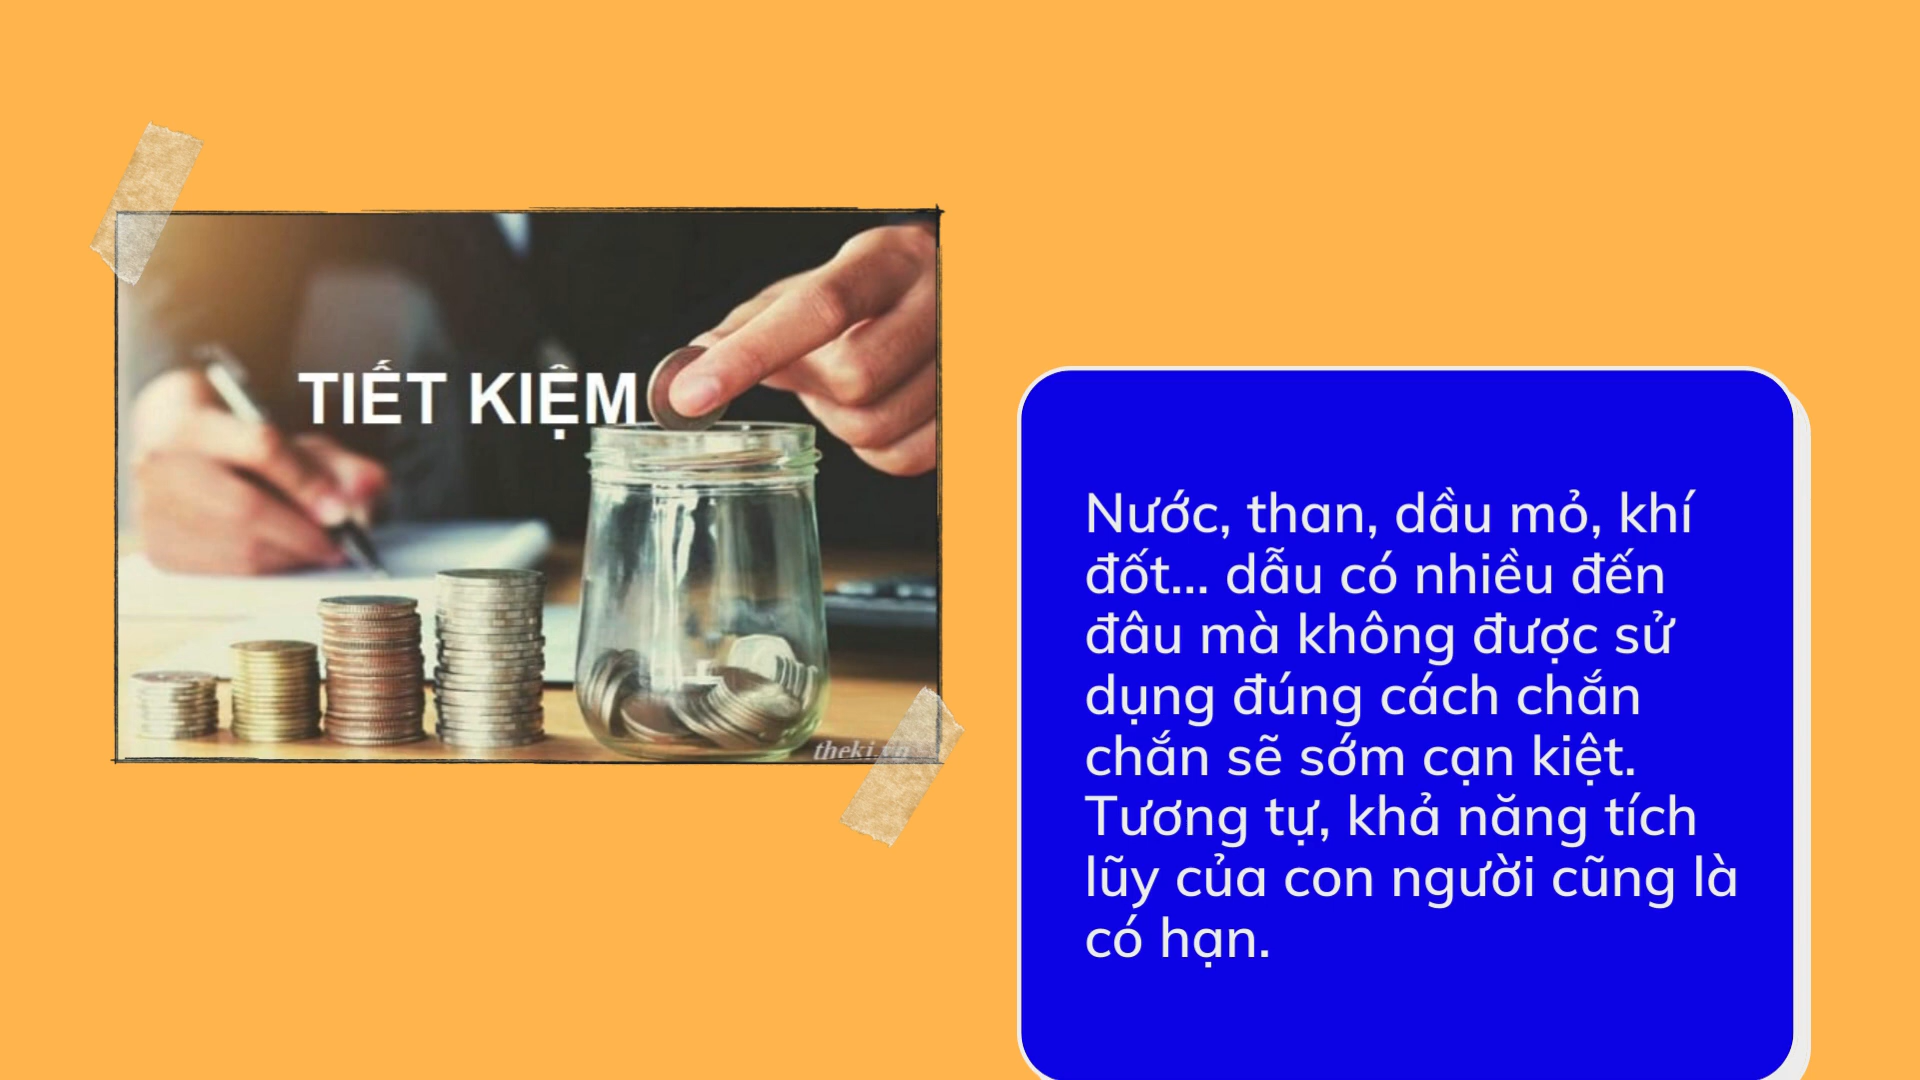 TIẾT KIỆM
theki.vn
Nước, than, dầu mỏ, khí
đốt... dẫu có nhiều đến
đâu mà không được sử
dụng đúng cách chắn
chắn sẽ sớm cạn kiệt.
Tương tự, khả năng tích
lũy của con người cũng là
có hạn.